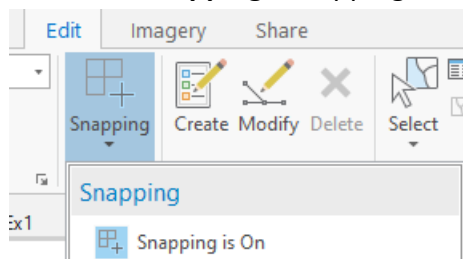 Edit Imagery Share
Snapping Create Modify Delete Select
Snapping
Ex1
Snapping is On